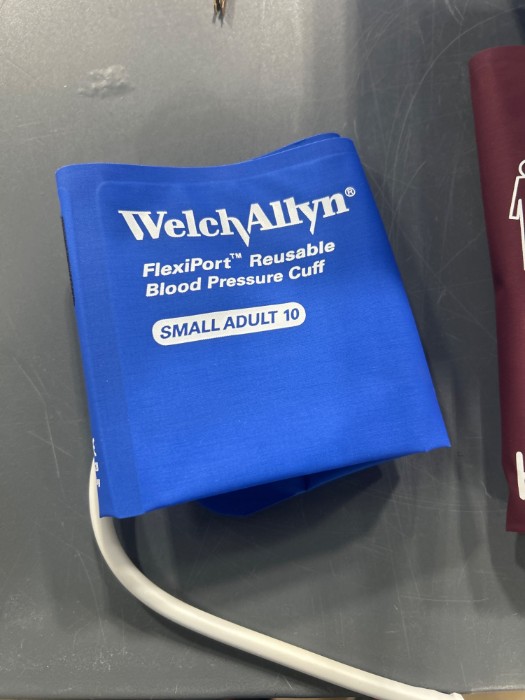 WelchAllyn®
FlexiPort™ Reusable
Blood Pressure Cuff
SMALL ADULT 10